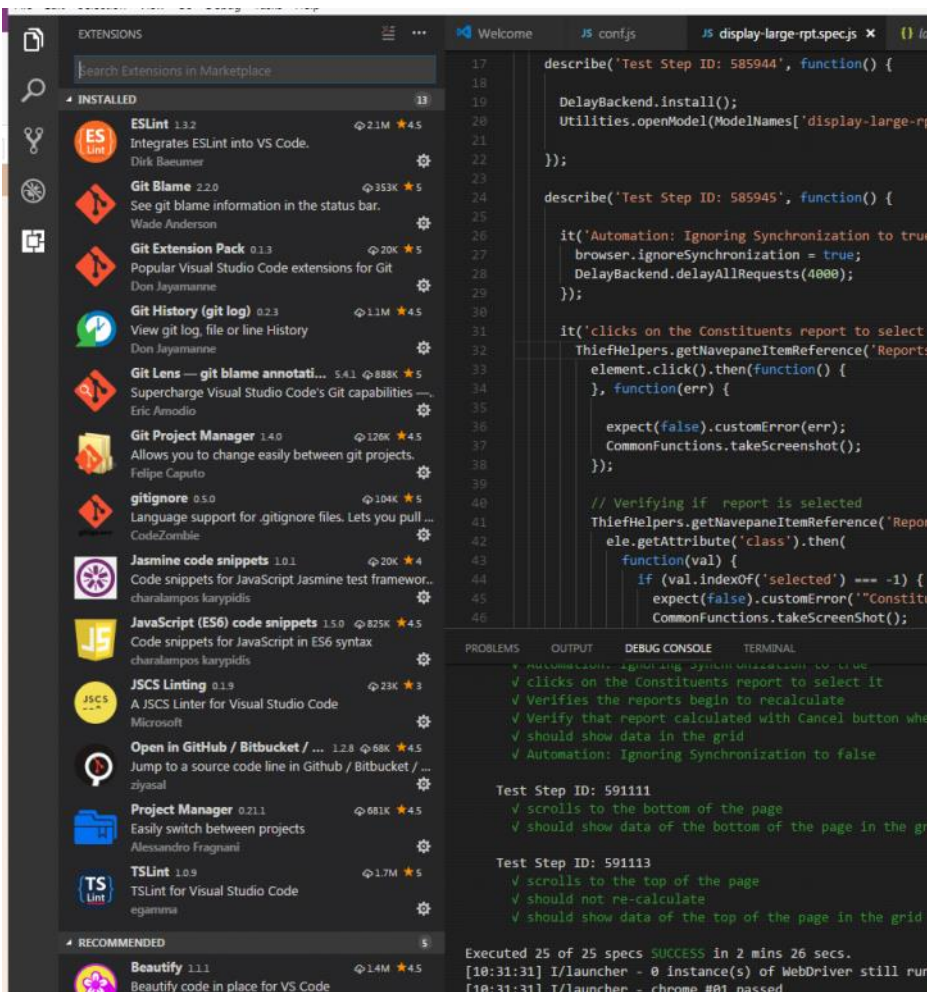 EXTENSIONS
Search Extensions in Marketplace
INSTALLED 13
ES Lint
ESLint 1.3.2 2.1M 4.5
Integrates ESLint into VS Code.
Dirk Baeumer
Git Blame 2.2.0 353K 5
See git blame information in the status bar.
Wade Anderson
Git Extension Pack 0.1.3 20K 5
Popular Visual Studio Code extensions for Git
Don Jayamanne
Git History (git log) 0.2.3 1.1M 4.5
View git log, file or line History
Don Jayamanne
Git Lens — git blame annotati... 5.4.1 888K 5
Supercharge Visual Studio Code's Git capabilities —.
Eric Amodio
Git Project Manager 1.4.0 126K 4.5
Allows you to change easily between git projects.
Felipe Caputo
gitignore 0.5.0 104K 5
Language support for .gitignore files. Lets you pull ...
CodeZombie
Jasmine code snippets 1.0.1 20K 4
Code snippets for JavaScript Jasmine test framewor..
charalampos karypidis
JS
JavaScript (ES6) code snippets 1.5.0 825K 4.5
Code snippets for JavaScript in ES6 syntax
charalampos karypidis
JSCS
JSCS Linting 0.1.9 23K 3
A JSCS Linter for Visual Studio Code
Microsoft
Open in GitHub / Bitbucket / ... 1.2.8 68K 4.5
Jump to a source code line in Github / Bitbucket / ...
ziyasal
Project Manager 0.21.1 681K 4.5
Easily switch between projects
Alessandro Fragnani
{TS} Lint
TSLint 1.0.9 1.7M 5
TSLint for Visual Studio Code
egamma
RECOMMENDED 5
Beautify 1.1.1 1.4M 4.5
Beautify code in place for VS Code
Welcome JS conf.js JS display-large-rpt.spec.js × {}
17 describe('Test Step ID: 585944', function() {
18
19 DelayBackend.install();
20 Utilities.openModel(ModelNames['display-large-rp
21
22 });
23
24 describe('Test Step ID: 585945', function() {
25
26 it('Automation: Ignoring Synchronization to true
27 browser.ignoreSynchronization = true;
28 DelayBackend.delayAllRequests(4000);
29 });
30
31 it('clicks on the Constituents report to select
32 ThiefHelpers.getNavepaneItemReference('Reports
33 element.click().then(function() {
34 }, function(err) {
35
36 expect(false).customError(err);
37 CommonFunctions.takeScreenshot();
38 });
39
40 // Verifying if report is selected
41 ThiefHelpers.getNavepaneItemReference('Repor
42 ele.getAttribute('class').then(
43 function(val) {
44 if (val.indexOf('selected') === -1) {
45 expect(false).customError('"Constitu
46 CommonFunctions.takeScreenShot();
PROBLEMS OUTPUT DEBUG CONSOLE TERMINAL
√ Automation: Ignoring Synchronization to true
√ clicks on the Constituents report to select it
√ Verifies the reports begin to recalculate
√ Verify that report calculated with Cancel button whe
√ should show data in the grid
√ Automation: Ignoring Synchronization to false
Test Step ID: 591111
√ scrolls to the bottom of the page
√ should show data of the bottom of the page in the gr
Test Step ID: 591113
√ scrolls to the top of the page
√ should not re-calculate
√ should show data of the top of the page in the grid
Executed 25 of 25 specs SUCCESS in 2 mins 26 secs.
[10:31:31] I/launcher - 0 instance(s) of WebDriver still run
[10:31:31] I/launcher - chrome #01 passed